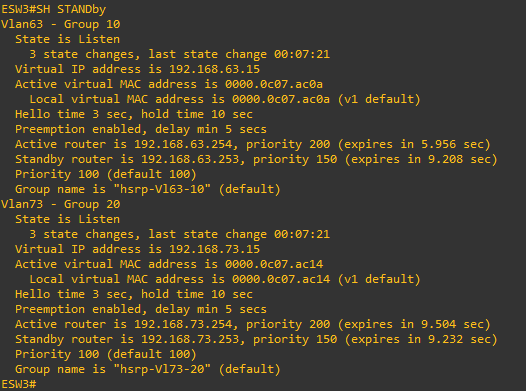 ESW3#SH STANDby
Vlan63 - Group 10
State is Listen
3 state changes, last state change 00:07:21
Virtual IP address is 192.168.63.15
Active virtual MAC address is 0000.0c07.ac0a
Local virtual MAC address is 0000.0c07.ac0a (v1 default)
Hello time 3 sec, hold time 10 sec
Preemption enabled, delay min 5 secs
Active router is 192.168.63.254, priority 200 (expires in 5.956 sec)
Standby router is 192.168.63.253, priority 150 (expires in 9.208 sec)
Priority 100 (default 100)
Group name is "hsrp-Vl63-10" (default)
Vlan73 - Group 20
State is Listen
3 state changes, last state change 00:07:21
Virtual IP address is 192.168.73.15
Active virtual MAC address is 0000.0c07.ac14
Local virtual MAC address is 0000.0c07.ac14 (v1 default)
Hello time 3 sec, hold time 10 sec
Preemption enabled, delay min 5 secs
Active router is 192.168.73.254, priority 200 (expires in 9.504 sec)
Standby router is 192.168.73.253, priority 150 (expires in 9.232 sec)
Priority 100 (default 100)
Group name is "hsrp-Vl73-20" (default)
ESW3#